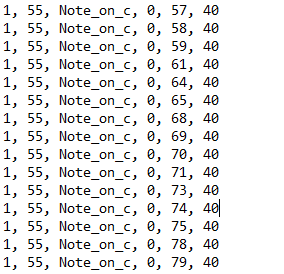 1, 55, Note_on_c, 0, 57, 40
1, 55, Note_on_c, 0, 58, 40
1, 55, Note_on_c, 0, 59, 40
1, 55, Note_on_c, 0, 61, 40
1, 55, Note_on_c, 0, 64, 40
1, 55, Note_on_c, 0, 65, 40
1, 55, Note_on_c, 0, 68, 40
1, 55, Note_on_c, 0, 69, 40
1, 55, Note_on_c, 0, 70, 40
1, 55, Note_on_c, 0, 71, 40
1, 55, Note_on_c, 0, 73, 40
1, 55, Note_on_c, 0, 74, 40
1, 55, Note_on_c, 0, 75, 40
1, 55, Note_on_c, 0, 78, 40
1, 55, Note_on_c, 0, 79, 40